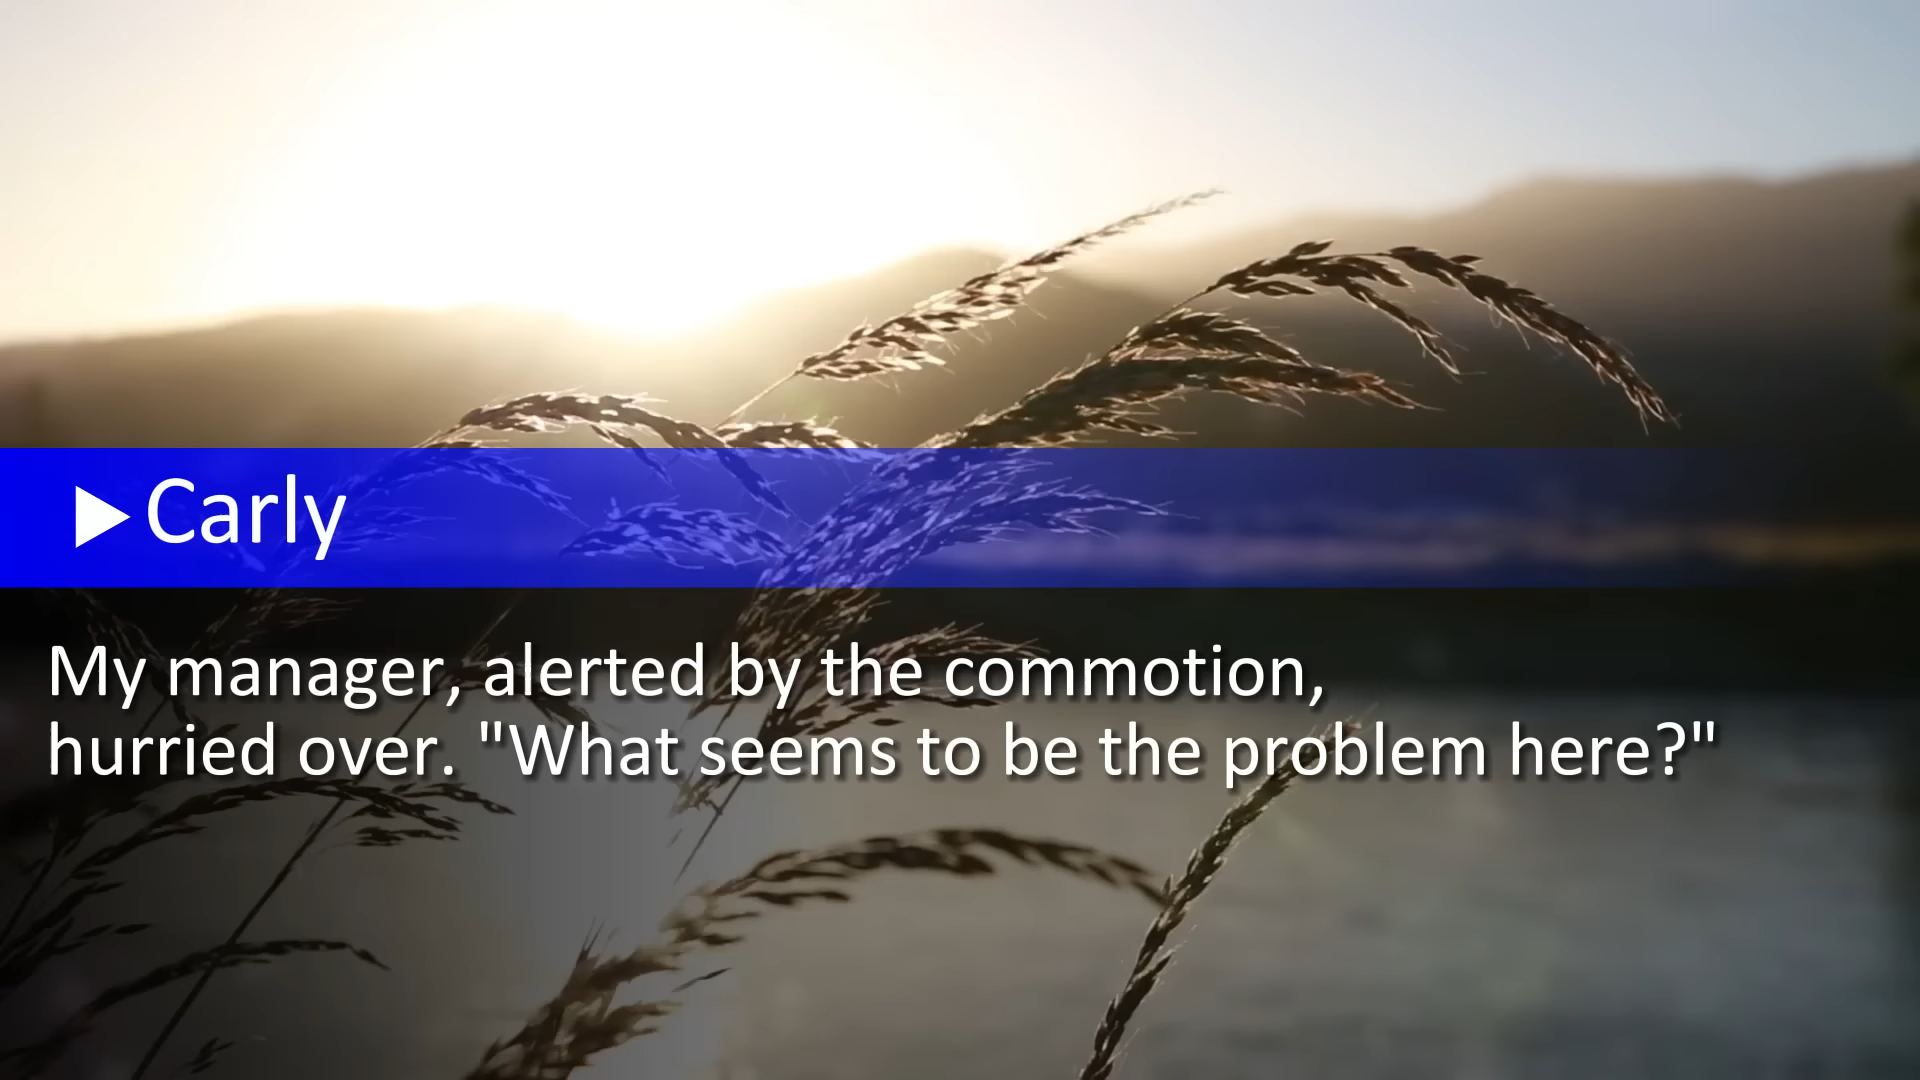 Carly
My manager, alerted by the commotion,
hurried over. "What seems to be the problem here?"